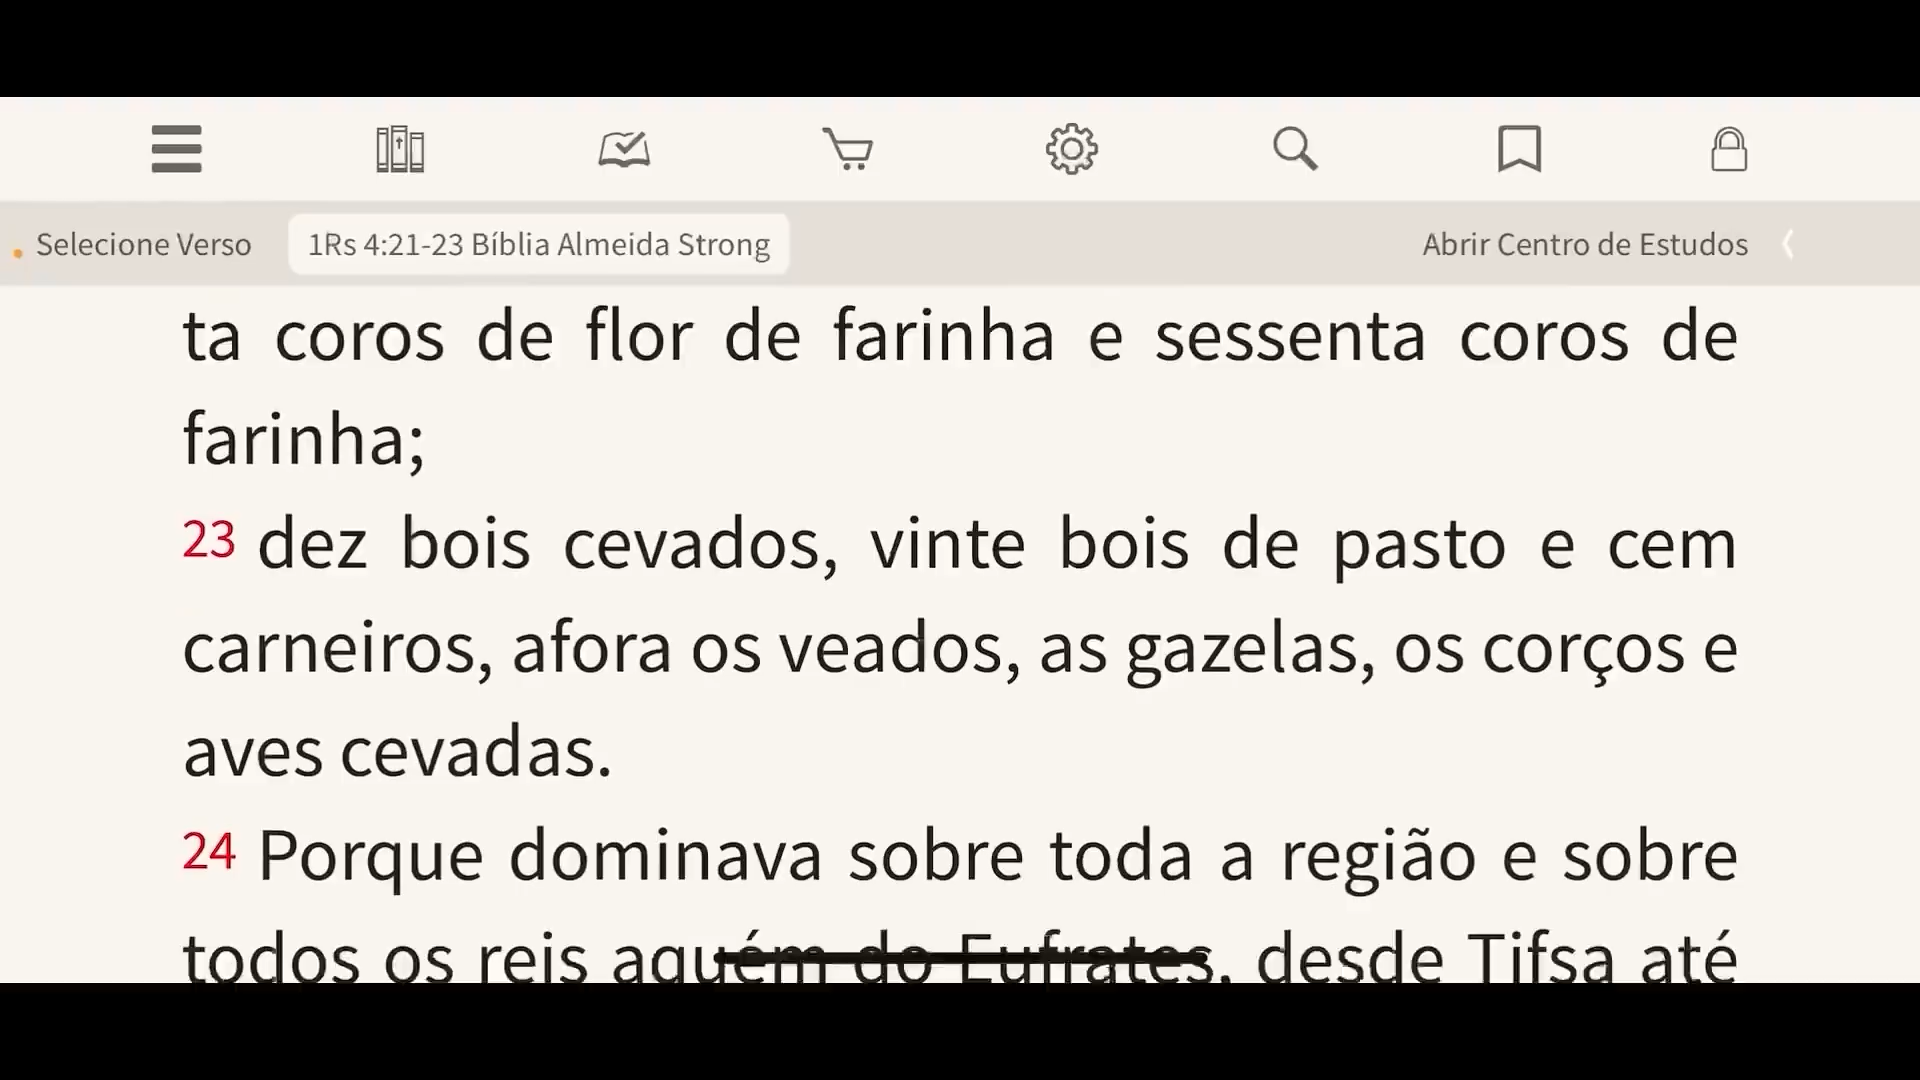 Selecione Verso 1Rs 4:21-23 Bíblia Almeida Strong Abrir Centro de Estudos
ta coros de flor de farinha e sessenta coros de
farinha;
23 dez bois cevados, vinte bois de pasto e cem
carneiros, afora os veados, as gazelas, os corços e
aves cevadas.
24 Porque dominava sobre toda a região e sobre
todos os reis aquém do Eufrates, desde Tifsa até